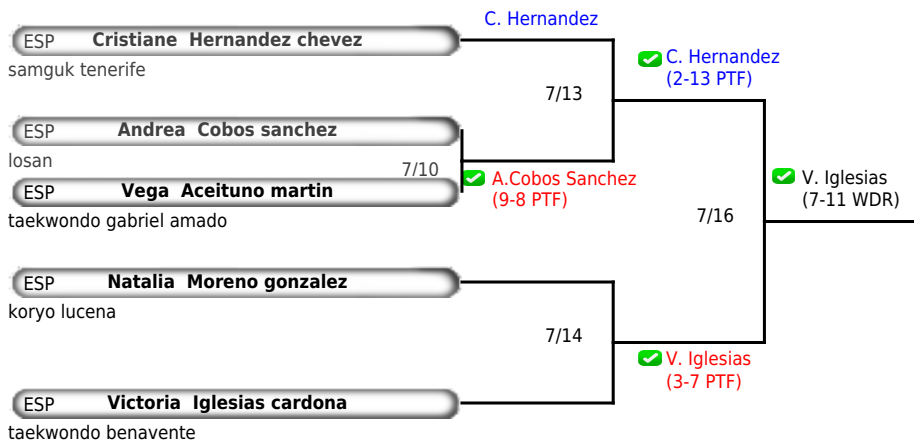 C. Hernandez
ESP Cristiane Hernandez chevez
samguk tenerife
C. Hernandez
(2-13 PTF)
7/13
ESP Andrea Cobos sanchez
losan
7/10
A.Cobos Sanchez
(9-8 PTF)
ESP Vega Aceituno martin
taekwondo gabriel amado
V. Iglesias
(7-11 WDR)
7/16
ESP Natalia Moreno gonzalez
koryo lucena
7/14
V. Iglesias
(3-7 PTF)
ESP Victoria Iglesias cardona
taekwondo benavente